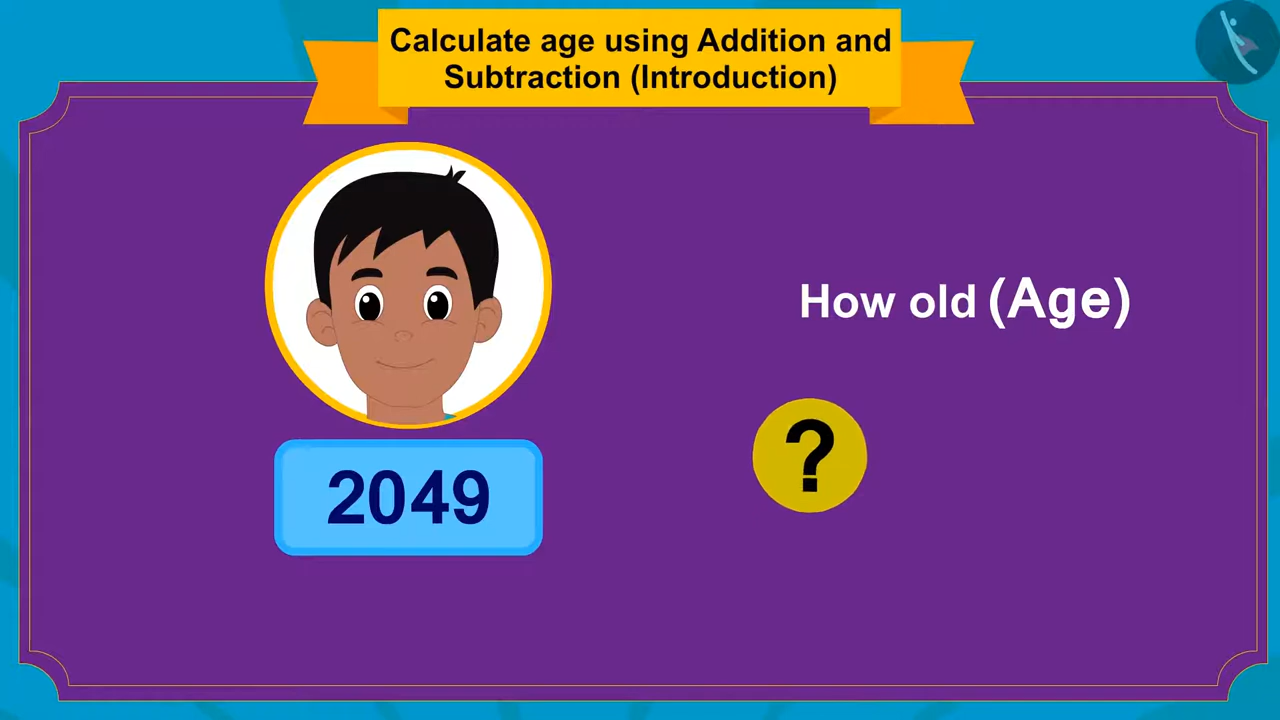 Calculate age using Addition and
Subtraction (Introduction)
How old (Age)
?
2049